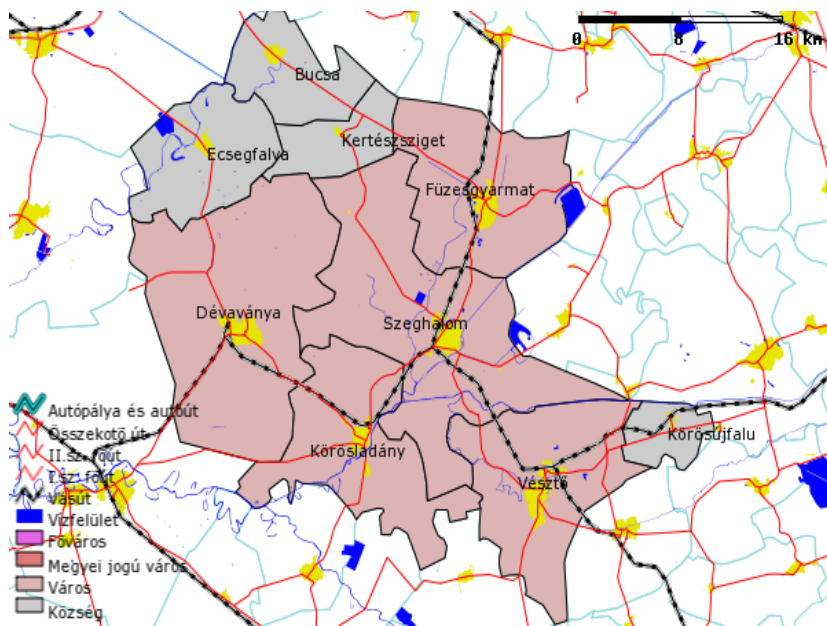 0 8 16 km
Bucsa
Kertészsziget
Ecsegfalva
Füzesgyarmat
Dévaványa
Szeghalom
Körösladány
Körösújfalu
Vésztő
Autópálya és autóút
Összekötő út
II.sz. főút
I.sz. főút
Vasút
Vízfelület
Főváros
Megyei jogú város
Város
Község